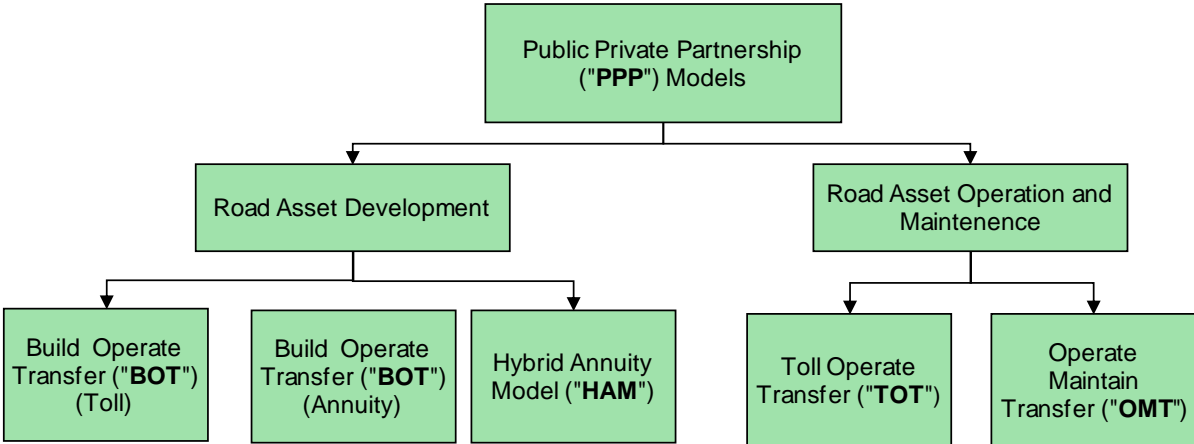 Public Private Partnership
("PPP") Models
Road Asset Development
Road Asset Operation and
Maintenence
Build Operate
Transfer ("BOT")
(Toll)
Build Operate
Transfer ("BOT")
(Annuity)
Hybrid Annuity
Model ("HAM")
Toll Operate
Transfer ("TOT")
Operate
Maintain
Transfer ("OMT")